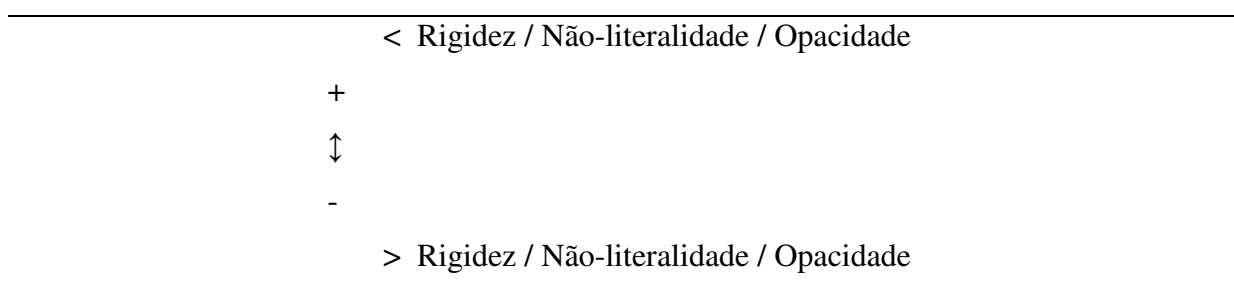 < Rigidez / Não-literalidade / Opacidade
+
↕
-
> Rigidez / Não-literalidade / Opacidade